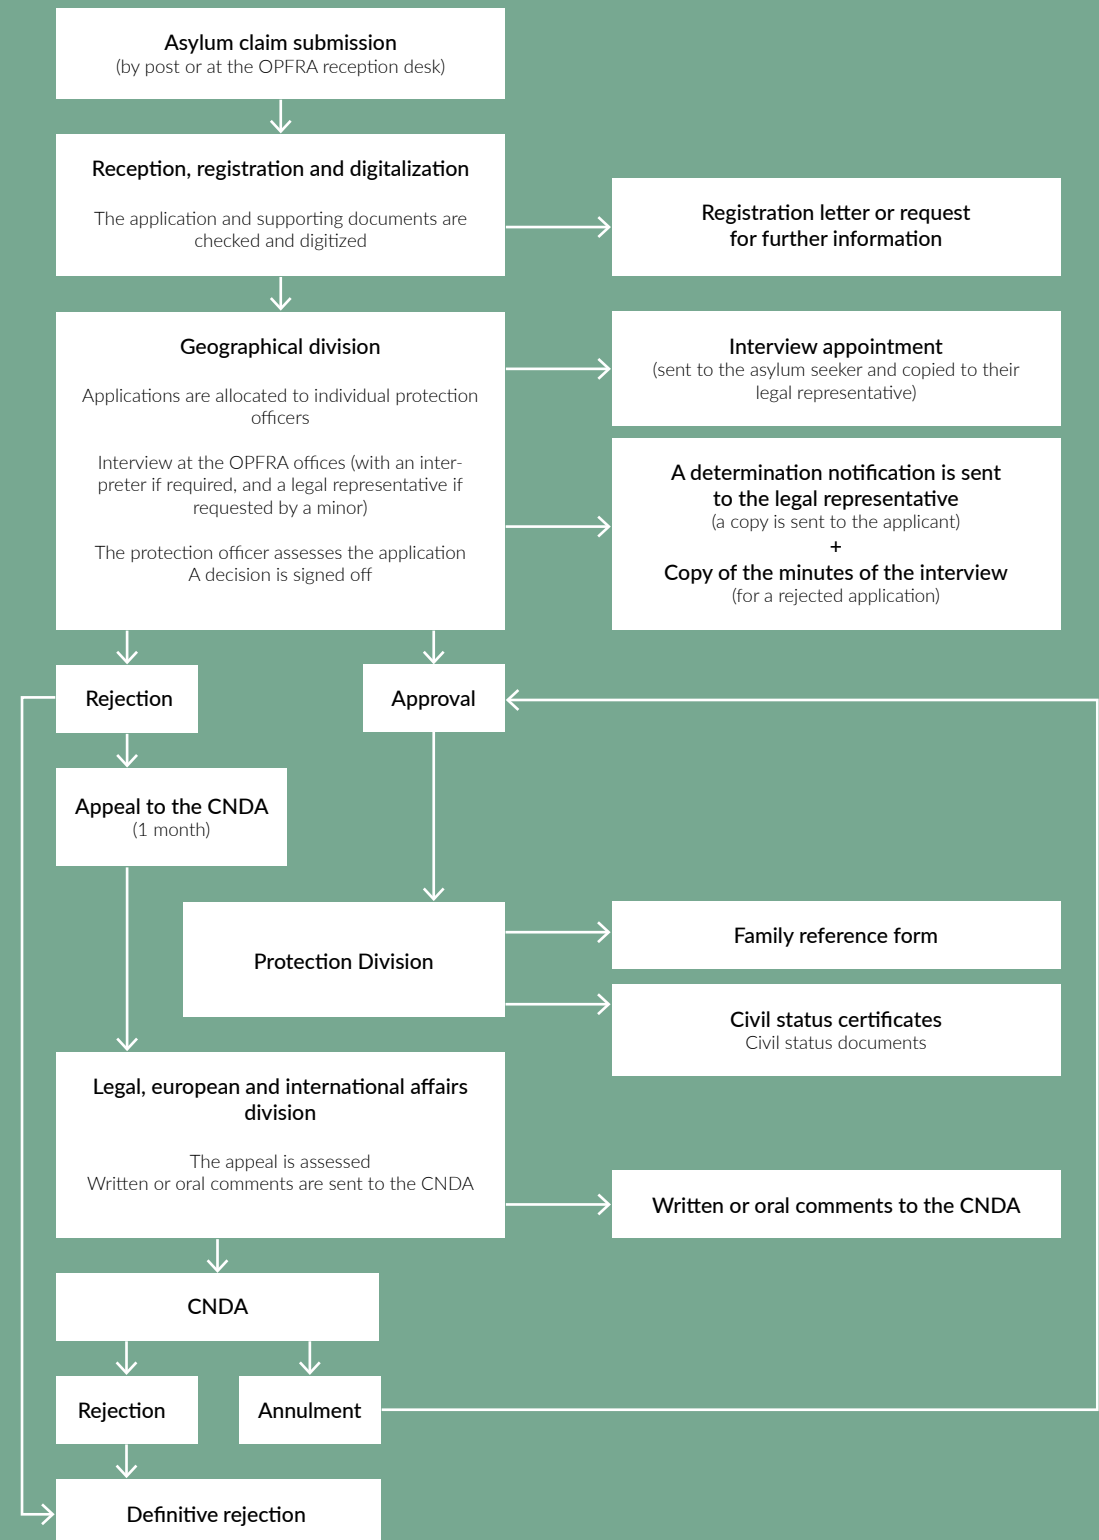 Asylum claim submission
(by post or at the OPFRA reception desk)
Reception, registration and digitalization
The application and supporting documents are
checked and digitized
Registration letter or request
for further information
Geographical division
Applications are allocated to individual protection
officers
Interview at the OPFRA offices (with an inter-
preter if required, and a legal representative if
requested by a minor)
The protection officer assesses the application
A decision is signed off
Interview appointment
(sent to the asylum seeker and copied to their
legal representative)
A determination notification is sent
to the legal representative
(a copy is sent to the applicant)
+
Copy of the minutes of the interview
(for a rejected application)
Rejection
Approval
Appeal to the CNDA
(1 month)
Protection Division
Family reference form
Civil status certificates
Civil status documents
Legal, european and international affairs
division
The appeal is assessed
Written or oral comments are sent to the CNDA
Written or oral comments to the CNDA
CNDA
Rejection
Annulment
Definitive rejection